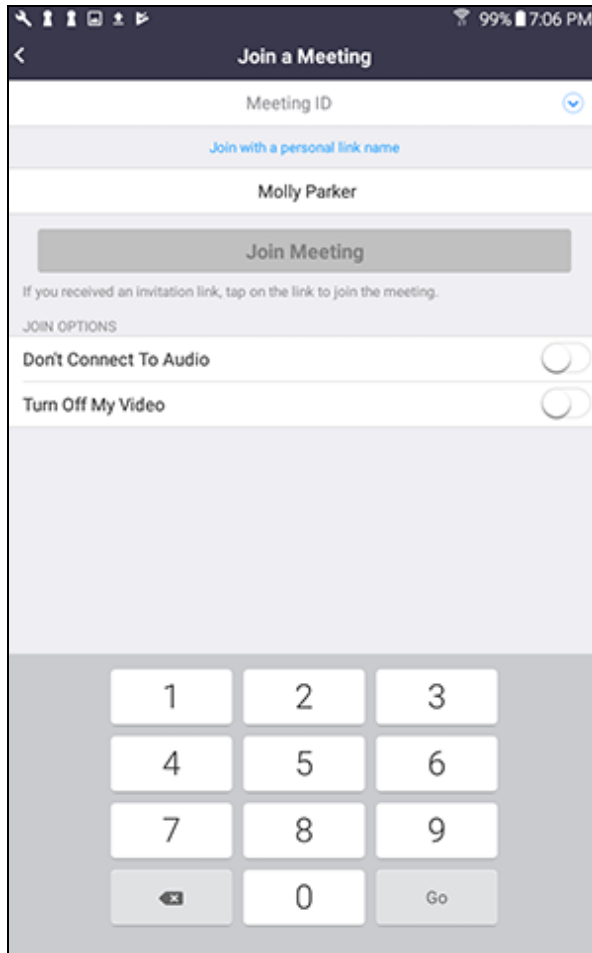 99% 7:06 PM
Join a Meeting
Meeting ID
Join with a personal link name
Molly Parker
Join Meeting
If you received an invitation link, tap on the link to join the meeting.
JOIN OPTIONS
Don't Connect To Audio
Turn Off My Video
1 2 3
4 5 6
7 8 9
0 Go